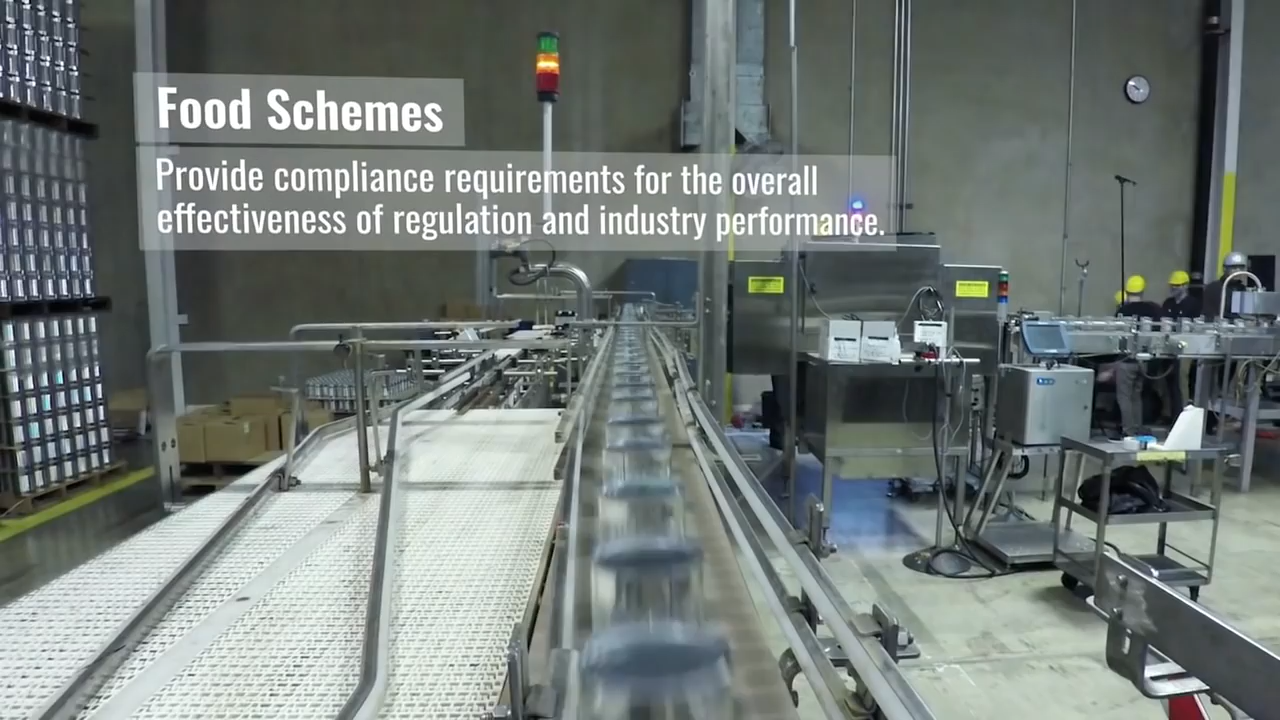 Food Schemes
Provide compliance requirements for the overall
effectiveness of regulation and industry performance.